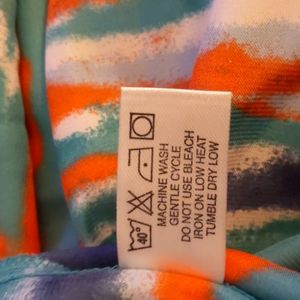 40°
MACHINE WASH
GENTLE CYCLE
DO NOT USE BLEACH
IRON ON LOW HEAT
TUMBLE DRY LOW